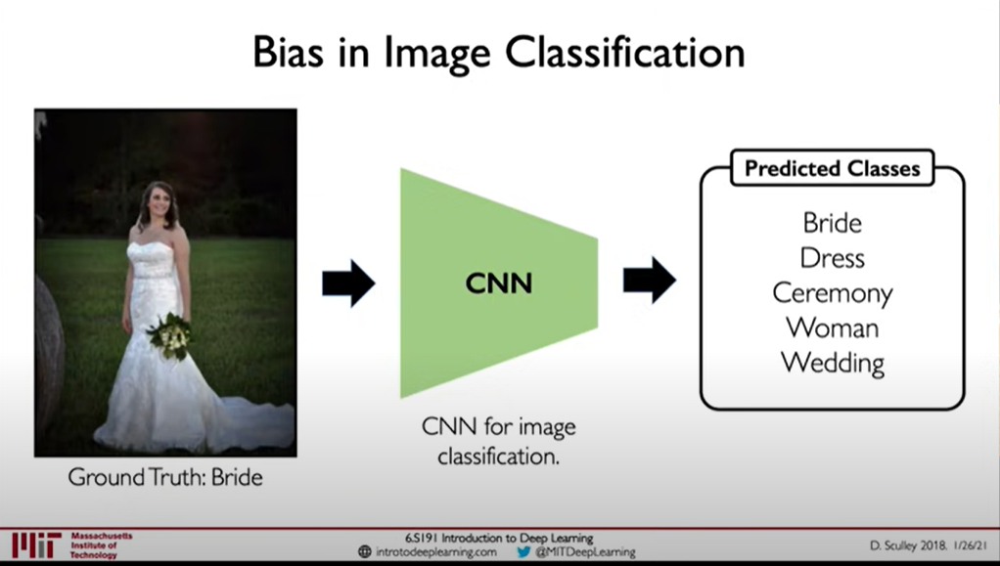 Bias in Image Classification
Predicted Classes
Bride
Dress
Ceremony
Woman
Wedding
CNN
CNN for image
classification.
Ground Truth: Bride
Massachusetts
Institute of
Technology
6.S191 Introduction to Deep Learning
introtodeeplearning.com @MITDeepLearning
D. Sculley 2018. 1/26/21